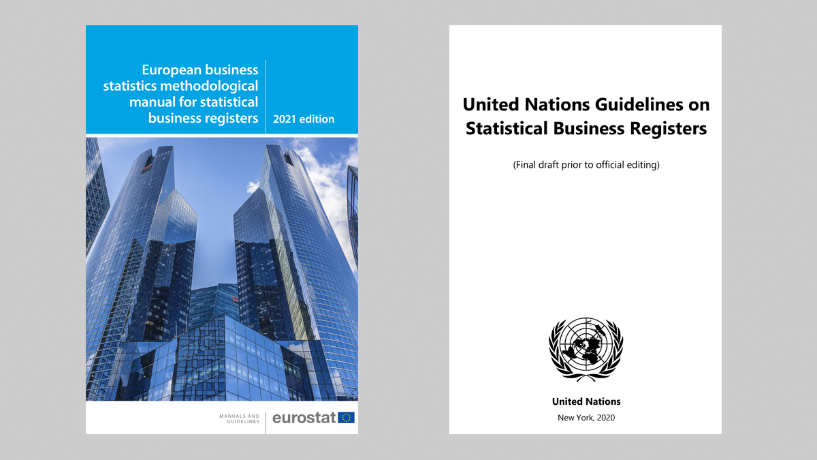 European business
statistics methodological
manual for statistical
business registers
2021 edition
MANUALS AND
GUIDELINES
eurostat
United Nations Guidelines on
Statistical Business Registers
(Final draft prior to official editing)
United Nations
New York, 2020